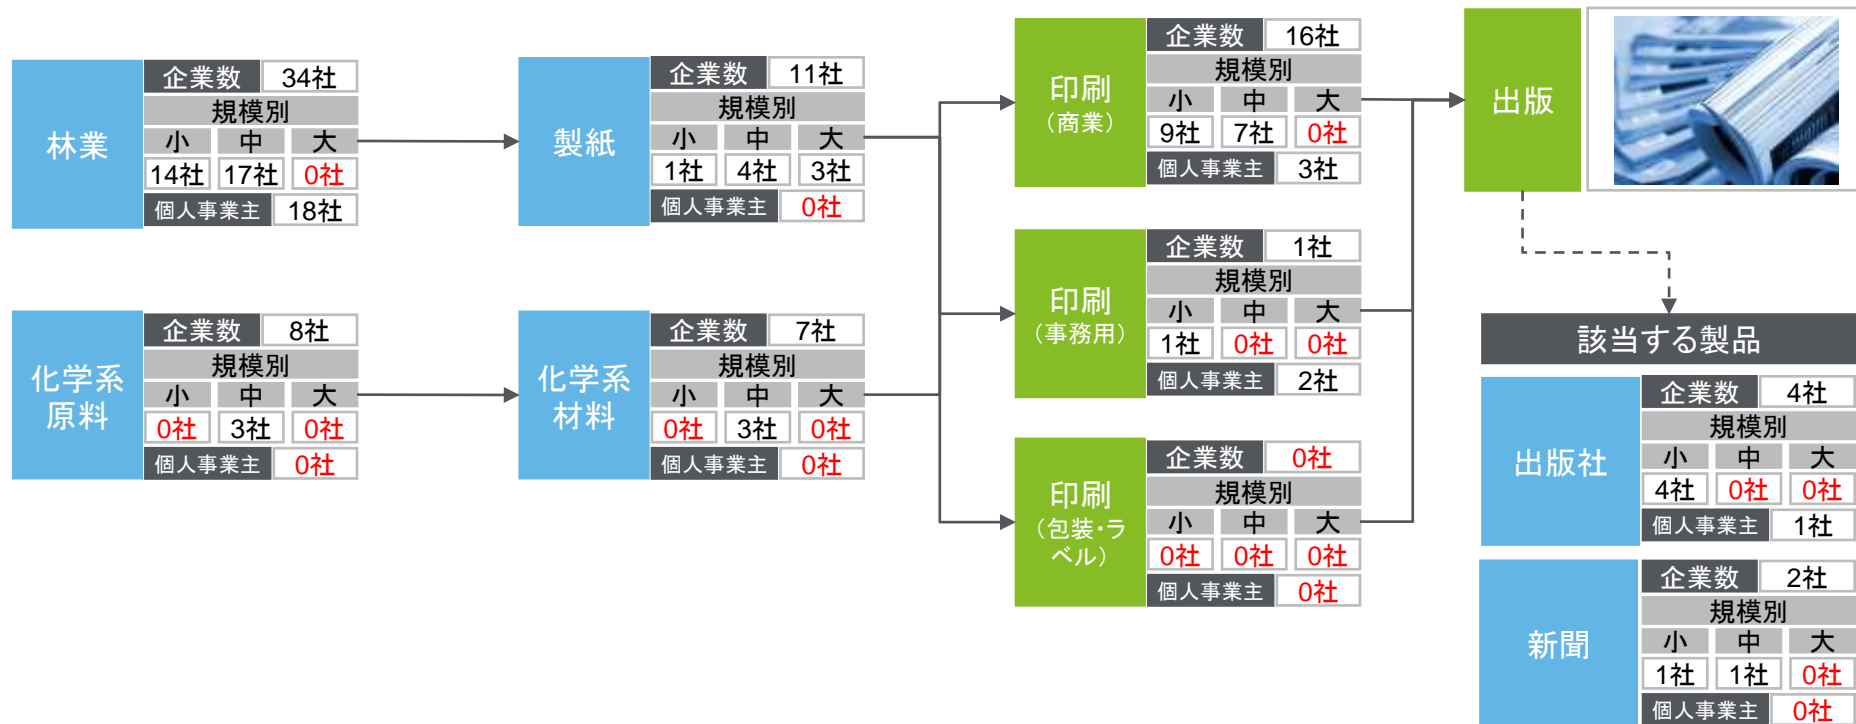 林業
企業数 34社
規模別
小 中 大
14社 17社 0社
個人事業主 18社
製紙
企業数 11社
規模別
小 中 大
1社 4社 3社
個人事業主 0社
印刷
（商業）
企業数 16社
規模別
小 中 大
9社 7社 0社
個人事業主 3社
出版
化学系
原料
企業数 8社
規模別
小 中 大
0社 3社 0社
個人事業主 0社
化学系
材料
企業数 7社
規模別
小 中 大
0社 3社 0社
個人事業主 0社
印刷
（事務用）
企業数 1社
規模別
小 中 大
1社 0社 0社
個人事業主 2社
印刷
（包装・ラ
ベル）
企業数 0社
規模別
小 中 大
0社 0社 0社
個人事業主 0社
該当する製品
出版社
企業数 4社
規模別
小 中 大
4社 0社 0社
個人事業主 1社
新聞
企業数 2社
規模別
小 中 大
1社 1社 0社
個人事業主 0社